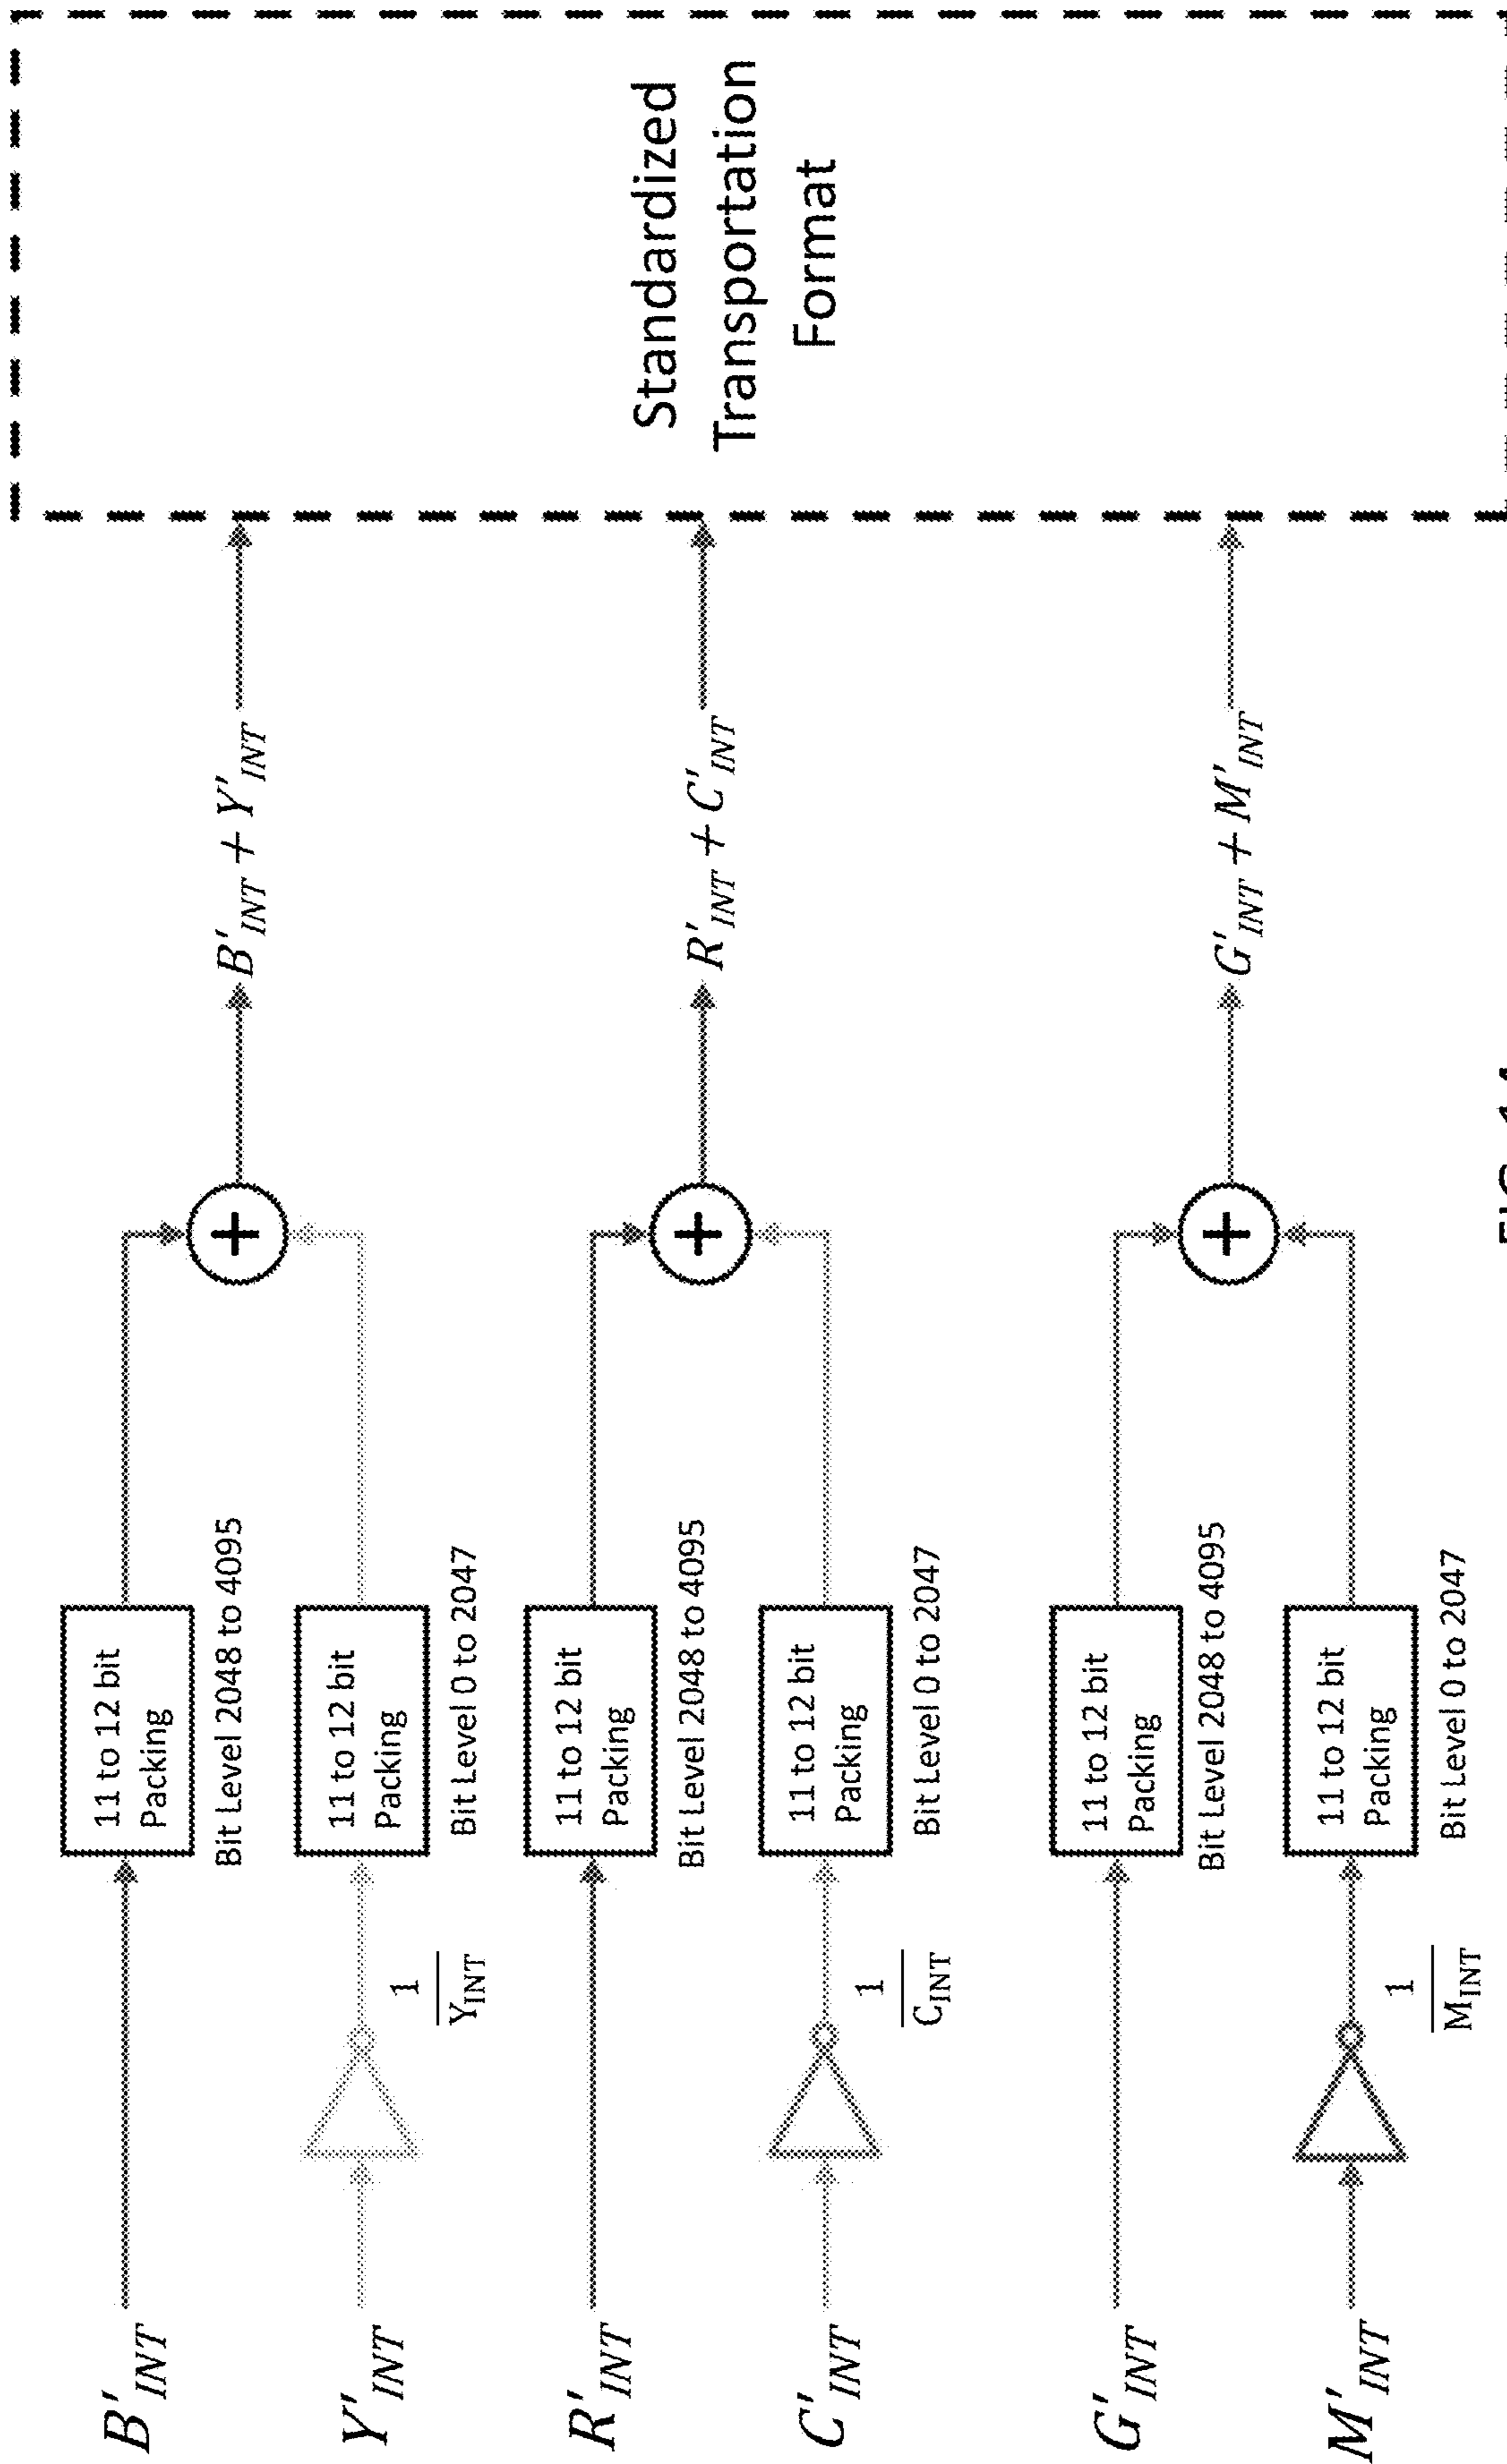 B'INT
11 to 12 bit
Packing
Bit Level 2048 to 4095
+
B'INT + Y'INT
Y'INT
1
YINT
11 to 12 bit
Packing
Bit Level 0 to 2047
R'INT
11 to 12 bit
Packing
Bit Level 2048 to 4095
+
R'INT + C'INT
C'INT
1
CINT
11 to 12 bit
Packing
Bit Level 0 to 2047
G'INT
11 to 12 bit
Packing
Bit Level 2048 to 4095
+
G'INT + M'INT
M'INT
1
MINT
11 to 12 bit
Packing
Bit Level 0 to 2047
Standardized
Transportation
Format